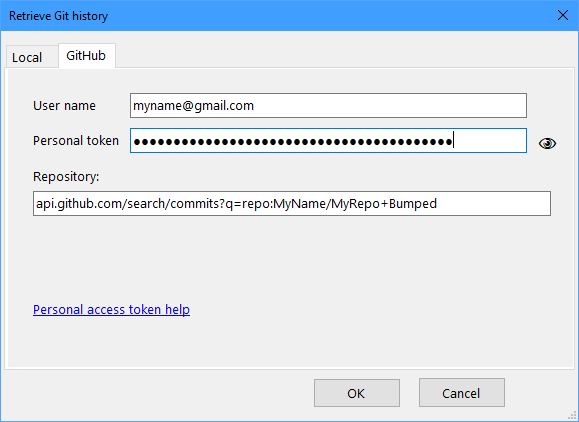 Retrieve Git history
Local
GitHub
User name
myname@gmail.com
Personal token
●●●●●●●●●●●●●●●●●●●●●●●●●●●●●●●●●●●●●●●●
Repository:
api.github.com/search/commits?q=repo:MyName/MyRepo+Bumped
Personal access token help
OK
Cancel